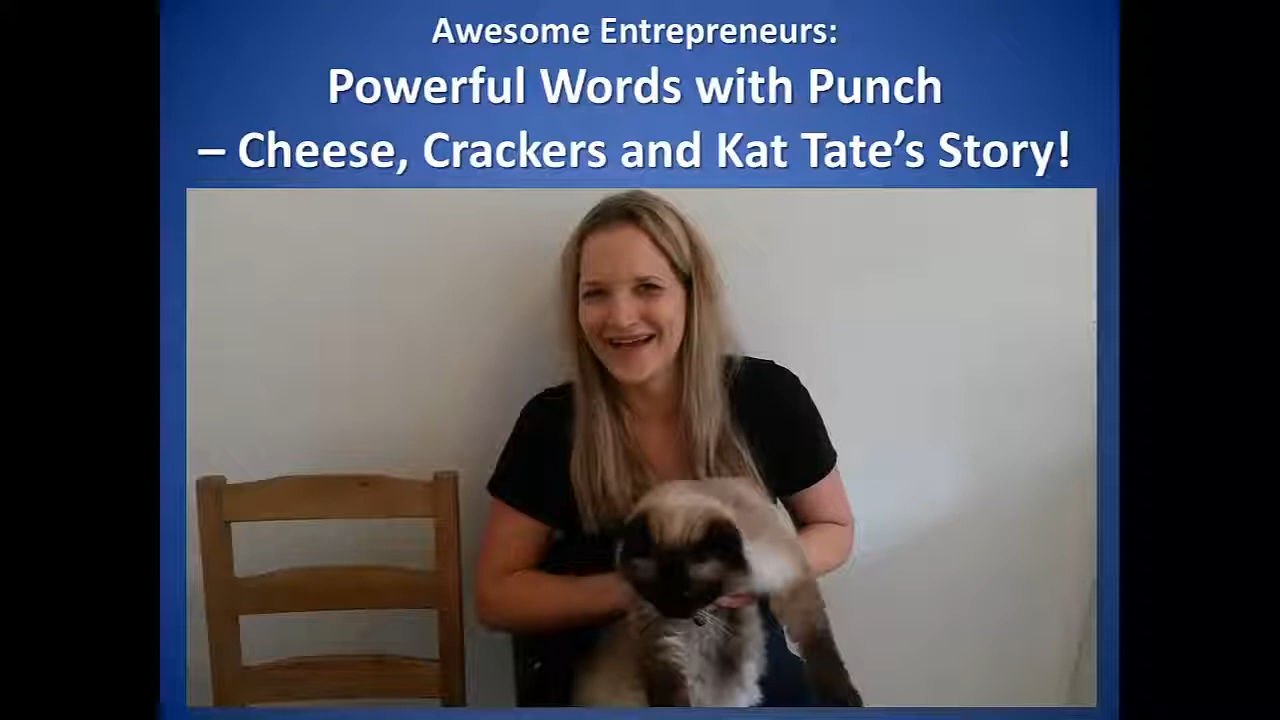 Awesome Entrepreneurs:
Powerful Words with Punch
– Cheese, Crackers and Kat Tate’s Story!